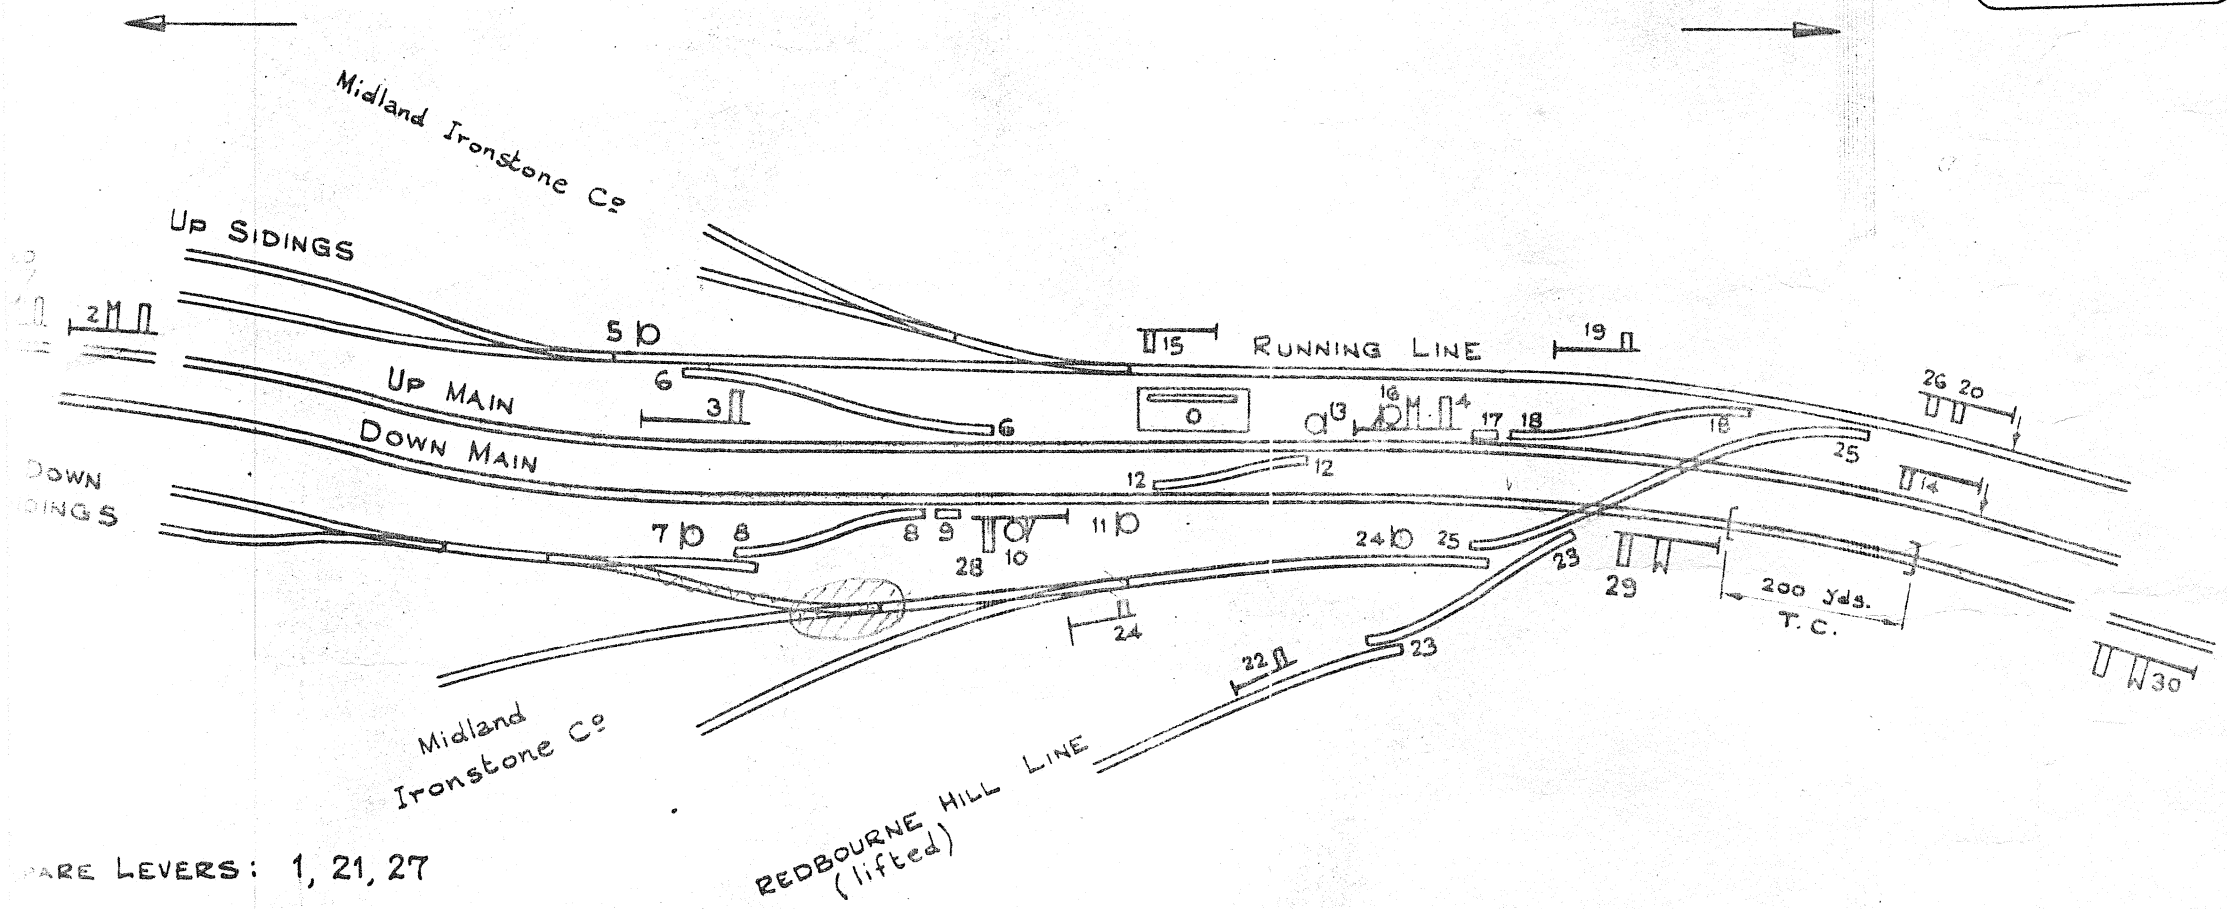 Midland Ironstone Cº
UP SIDINGS
2
5
15
RUNNING LINE
19
26 20
6
UP MAIN
3
0
13
16
4
17
18
18
6
DOWN MAIN
12
12
25
14
DOWN
DINGS
7
8
8
9
28
10
11
24
25
23
29
200 yds.
T.C.
24
23
22
30
Midland
Ironstone Cº
REDBOURNE HILL LINE
(lifted)
ARE LEVERS: 1, 21, 27